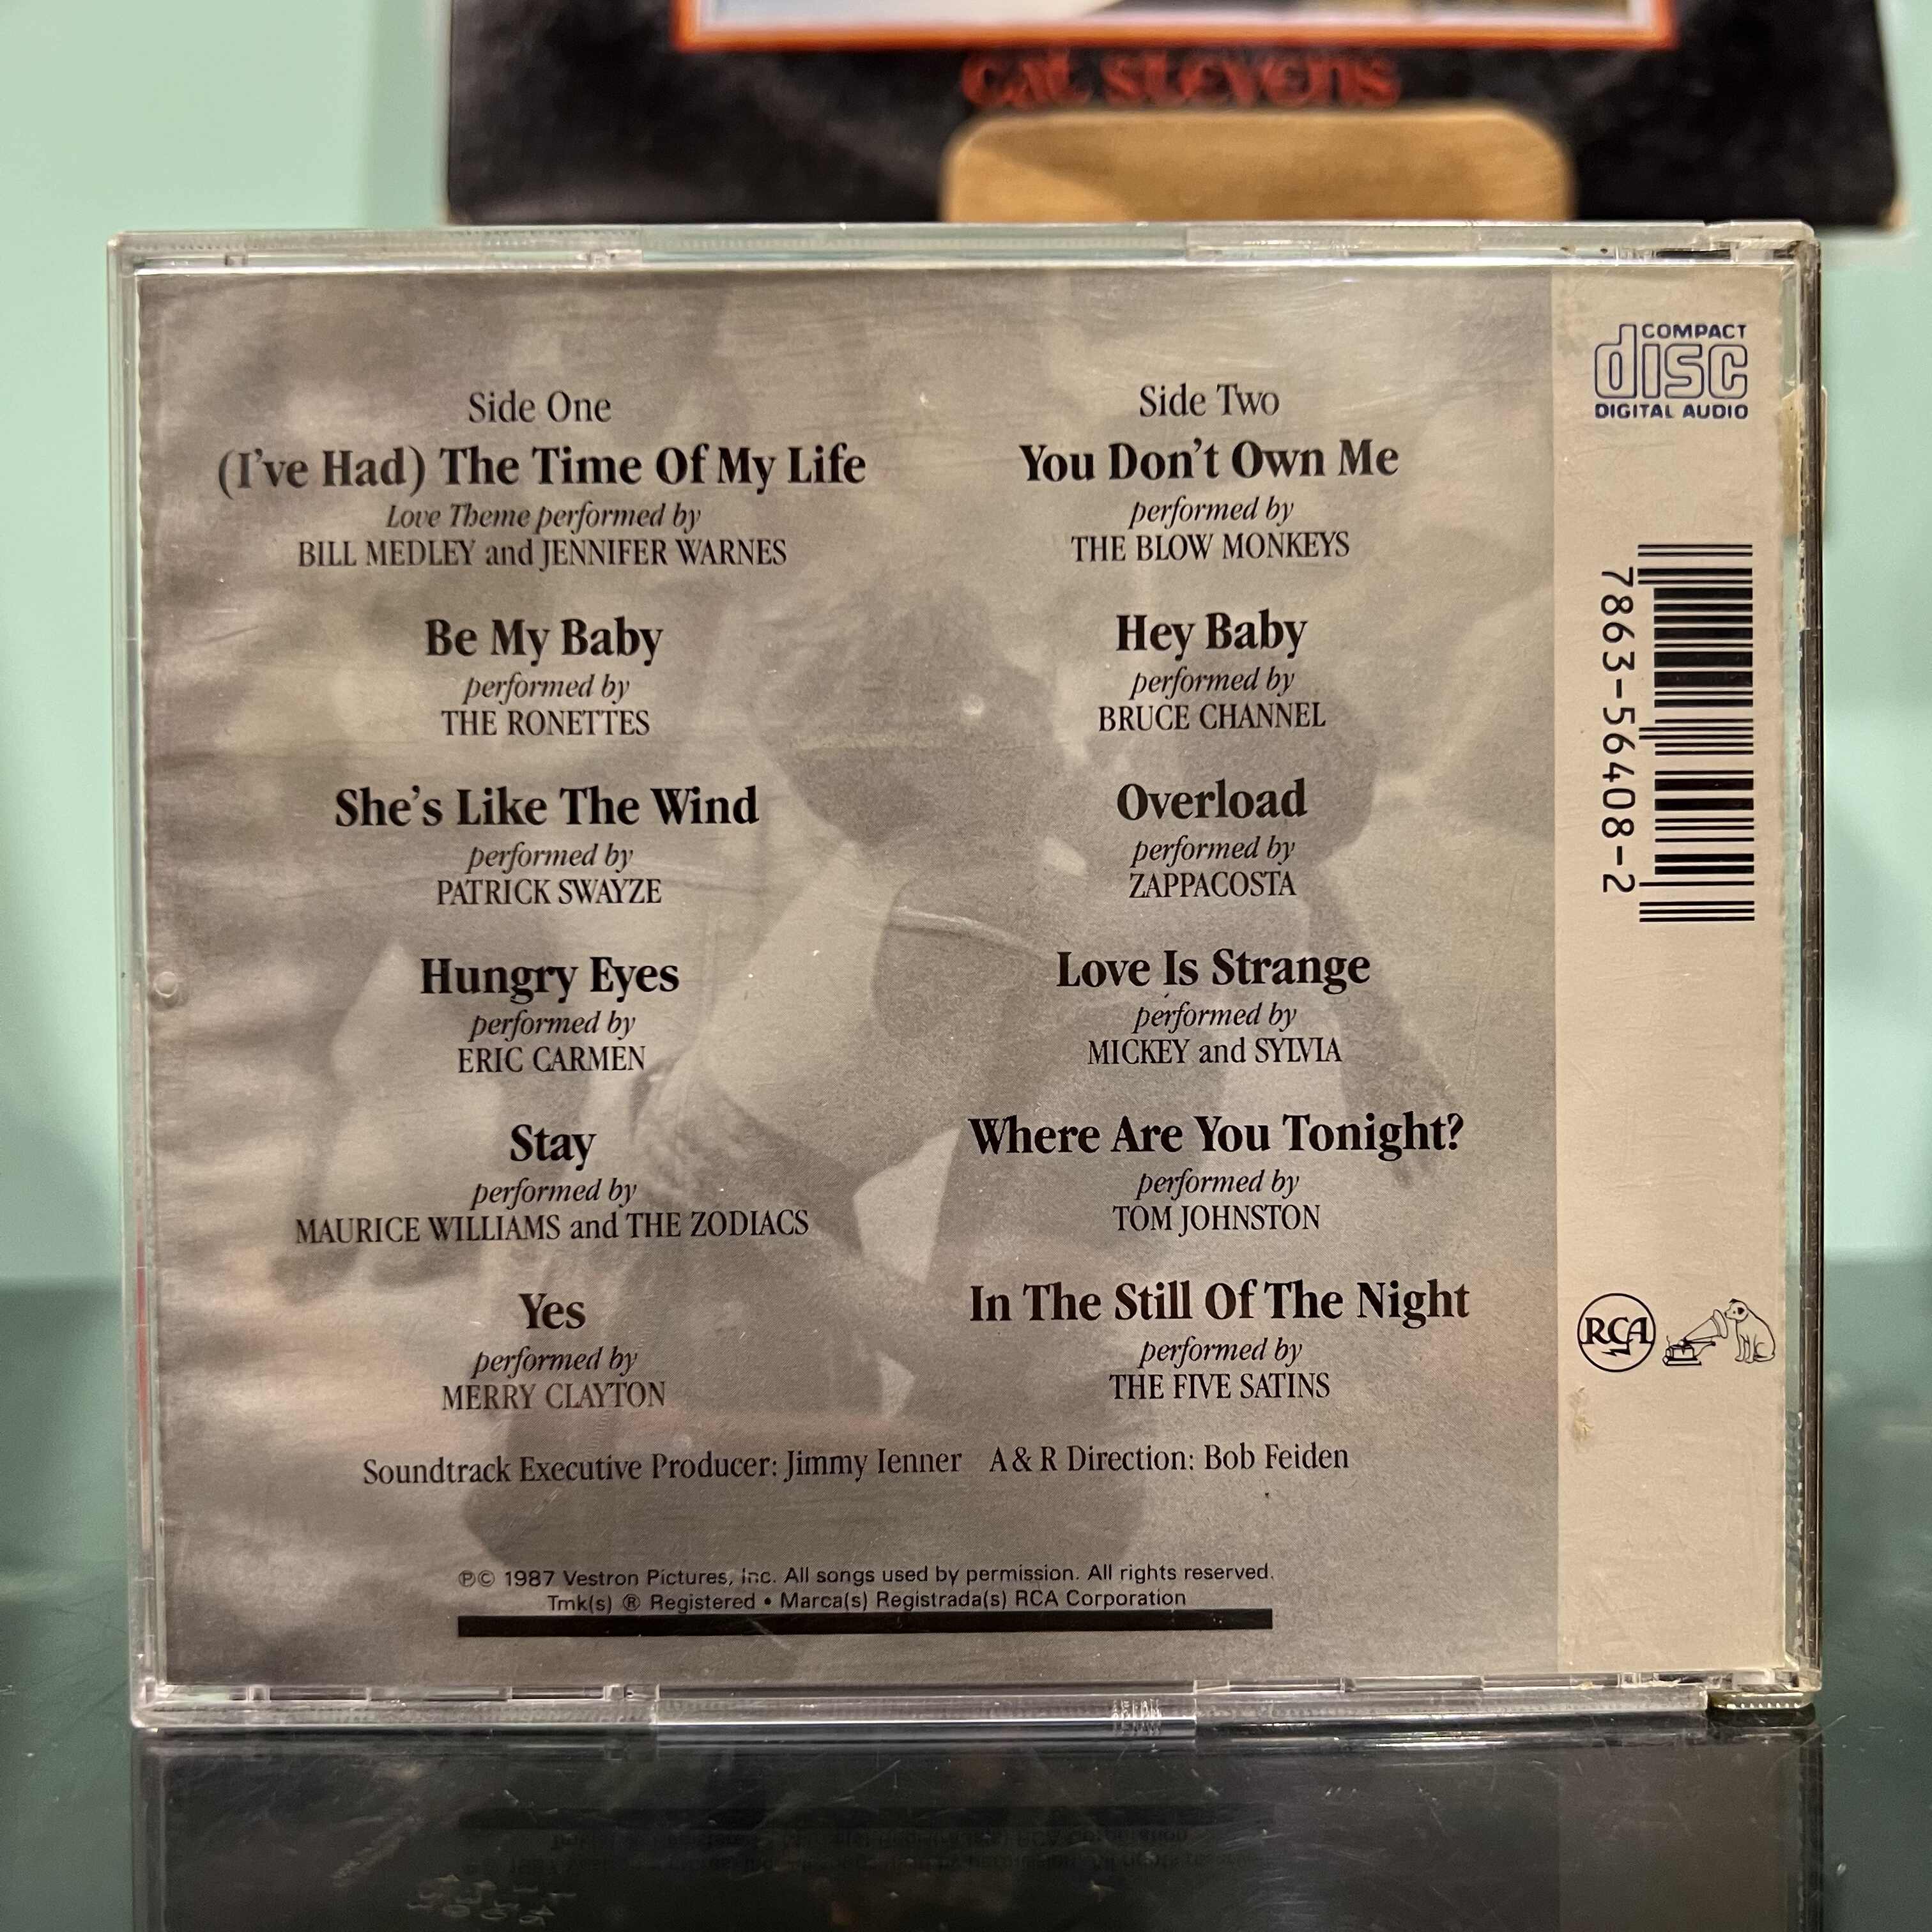 cat stevens
Side One
(I've Had) The Time Of My Life
Love Theme performed by
BILL MEDLEY and JENNIFER WARNES
Be My Baby
performed by
THE RONETTES
She's Like The Wind
performed by
PATRICK SWAYZE
Hungry Eyes
performed by
ERIC CARMEN
Stay
performed by
MAURICE WILLIAMS and THE ZODIACS
Yes
performed by
MERRY CLAYTON
Side Two
You Don't Own Me
performed by
THE BLOW MONKEYS
Hey Baby
performed by
BRUCE CHANNEL
Overload
performed by
ZAPPACOSTA
Love Is Strange
performed by
MICKEY and SYLVIA
Where Are You Tonight?
performed by
TOM JOHNSTON
In The Still Of The Night
performed by
THE FIVE SATINS
Soundtrack Executive Producer: Jimmy Ienner A & R Direction: Bob Feiden
℗© 1987 Vestron Pictures, Inc. All songs used by permission. All rights reserved.
Tmk(s) ® Registered • Marca(s) Registrada(s) RCA Corporation
COMPACT
disc
DIGITAL AUDIO
7863-56408-2
RCA